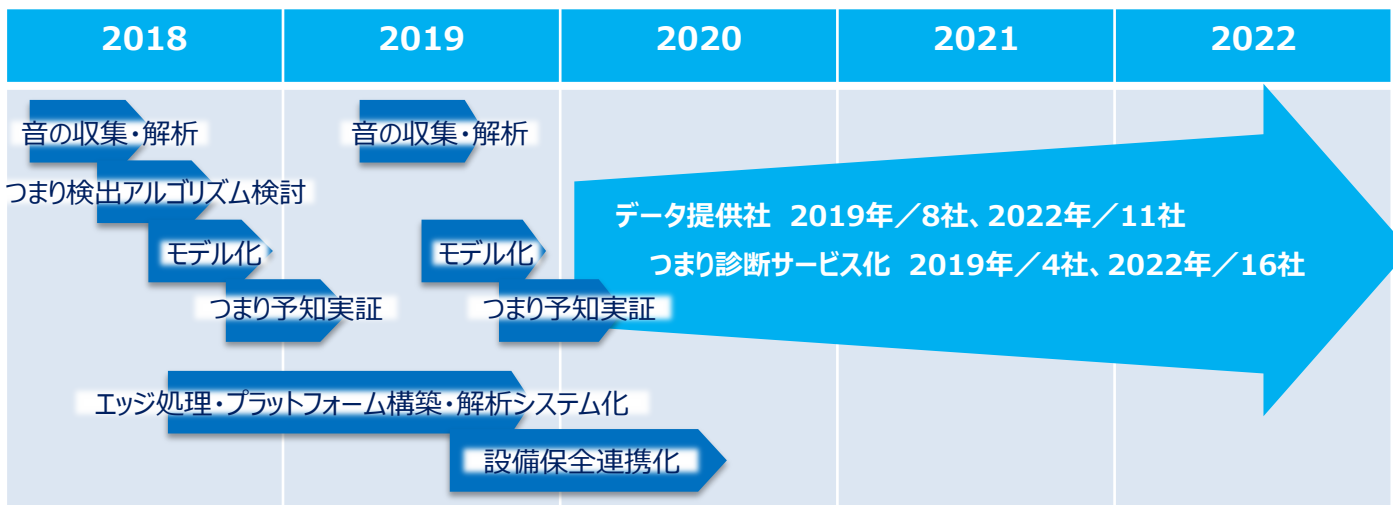 2018
2019
2020
2021
2022
音の収集・解析
音の収集・解析
つまり検出アルゴリズム検討
モデル化
モデル化
つまり予知実証
つまり予知実証
データ提供社 2019年／8社、2022年／11社
つまり診断サービス化 2019年／4社、2022年／16社
エッジ処理・プラットフォーム構築・解析システム化
設備保全連携化